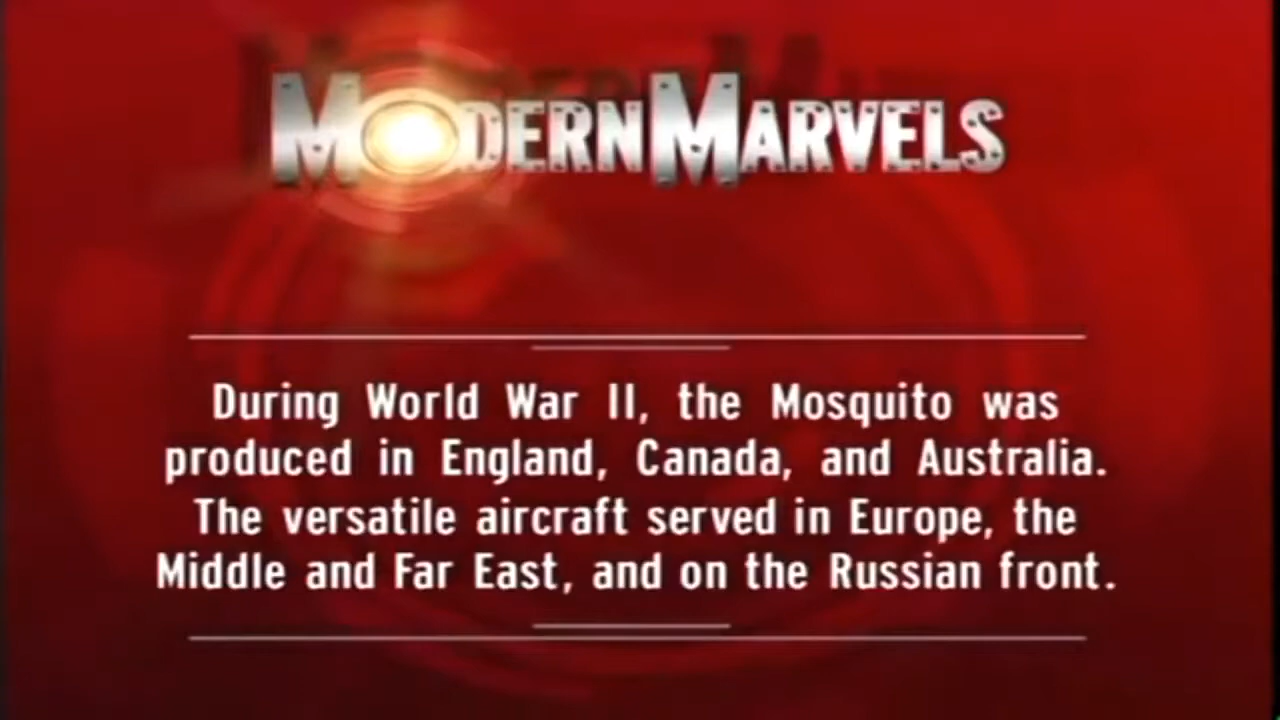 Modern Marvels
During World War II, the Mosquito was
produced in England, Canada, and Australia.
The versatile aircraft served in Europe, the
Middle and Far East, and on the Russian front.